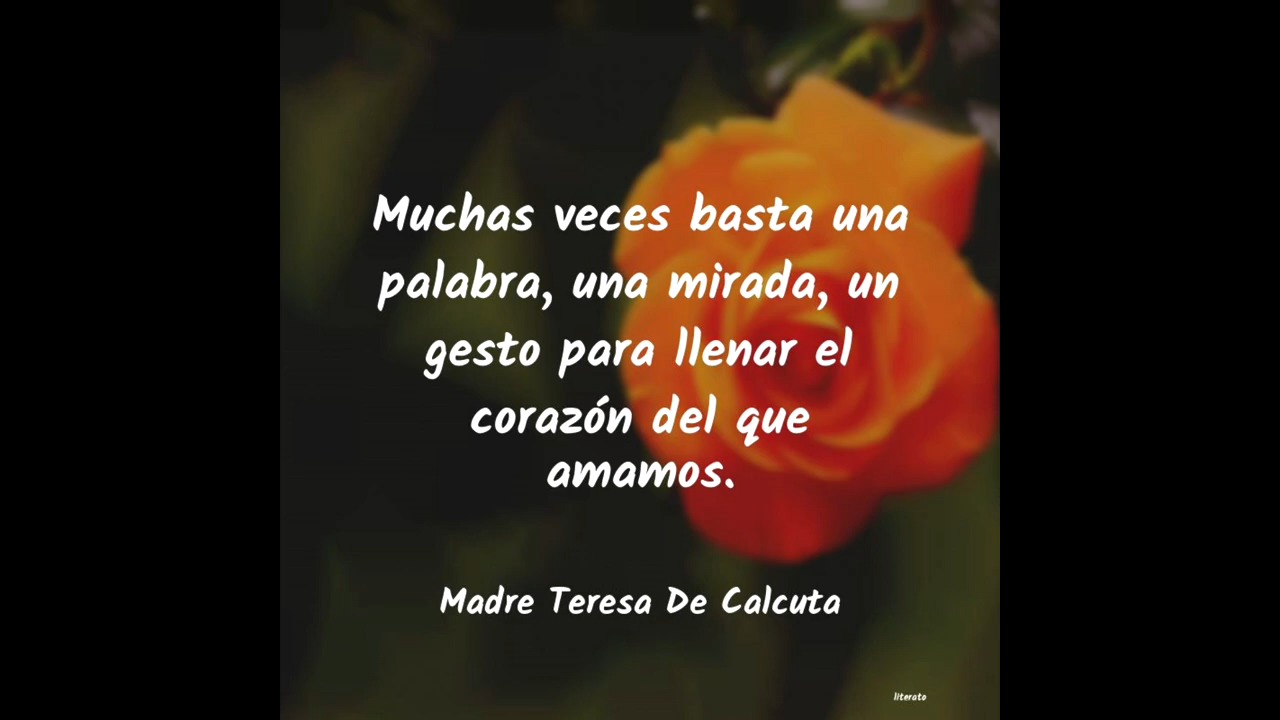 Muchas veces basta una
palabra, una mirada, un
gesto para llenar el
corazón del que
amamos.
Madre Teresa De Calcuta
literato